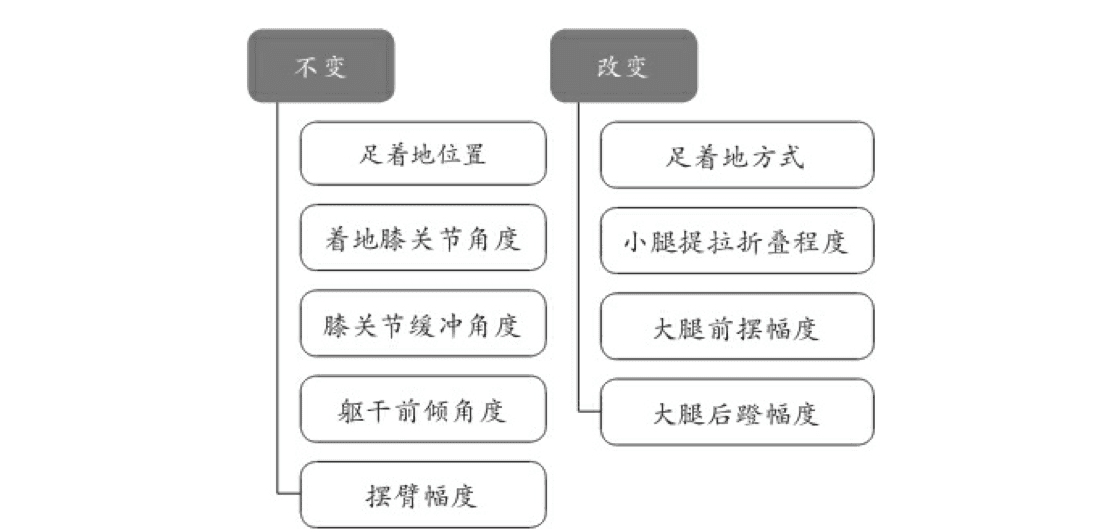 不变
足着地位置
着地膝关节角度
膝关节缓冲角度
躯干前倾角度
摆臂幅度
改变
足着地方式
小腿提拉折叠程度
大腿前摆幅度
大腿后蹬幅度